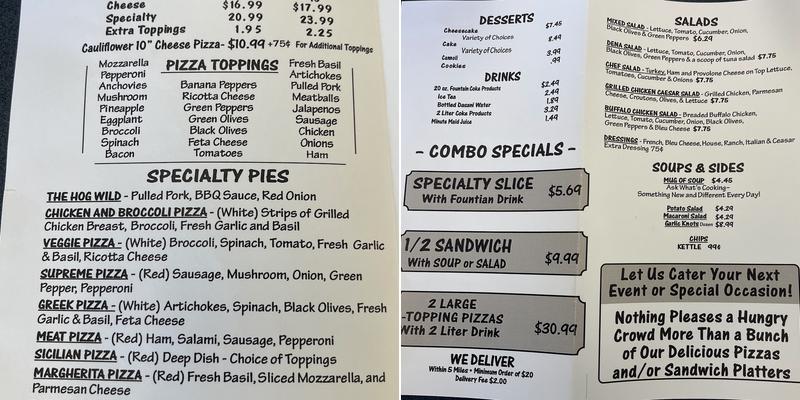 Cheese $16.99 $17.99
Specialty 20.99 23.99
Extra Toppings 1.95 2.25
Cauliflower 10" Cheese Pizza- $10.99 +75¢ For Additional Toppings
PIZZA TOPPINGS
Mozzarella
Pepperoni
Anchovies
Mushroom
Pineapple
Eggplant
Broccoli
Spinach
Bacon
Banana Peppers
Ricotta Cheese
Green Peppers
Green Olives
Black Olives
Feta Cheese
Tomatoes
Fresh Basil
Artichokes
Pulled Pork
Meatballs
Jalapenos
Sausage
Chicken
Onions
Ham
SPECIALTY PIES
THE HOG WILD - Pulled Pork, BBQ Sauce, Red Onion
CHICKEN AND BROCCOLI PIZZA - (White) Strips of Grilled
Chicken Breast, Broccoli, Fresh Garlic and Basil
VEGGIE PIZZA - (White) Broccoli, Spinach, Tomato, Fresh Garlic
& Basil, Ricotta Cheese
SUPREME PIZZA - (Red) Sausage, Mushroom, Onion, Green
Pepper, Pepperoni
GREEK PIZZA - (White) Artichokes, Spinach, Black Olives, Fresh
Garlic & Basil, Feta Cheese
MEAT PIZZA - (Red) Ham, Salami, Sausage, Pepperoni
SICILIAN PIZZA - (Red) Deep Dish - Choice of Toppings
MARGHERITA PIZZA - (Red) Fresh Basil, Sliced Mozzarella, and
Parmesan Cheese
DESSERTS
Cheesecake $7.45
Variety of Choices
Cake 8.49
Variety of Choices
Cannoli 3.99
Cookies .99
DRINKS
20 oz. Fountain Coke Products $2.49
Ice Tea 2.49
Bottled Dasani Water 1.89
2 Liter Coke Products 3.29
Minute Maid Juice 1.49
- COMBO SPECIALS -
SPECIALTY SLICE
With Fountian Drink $5.69
1/2 SANDWICH
With SOUP or SALAD $9.99
2 LARGE
-TOPPING PIZZAS
With 2 Liter Drink $30.99
WE DELIVER
Within 5 Miles • Minimum Order of $20
Delivery Fee $2.00
SALADS
MIXED SALAD - Lettuce, Tomato, Cucumber, Onion,
Black Olives & Green Peppers $6.29
DENA SALAD - Lettuce, Tomato, Cucumber, Onion,
Black Olives, Green Peppers & a scoop of tuna salad $7.75
CHEF SALAD - Turkey, Ham and Provolone Cheese on Top Lettuce,
Tomatoes, Cucumber & Onions $7.75
GRILLED CHICKEN CAESAR SALAD - Grilled Chicken, Parmesan
Cheese, Croutons, Olives, & Lettuce $7.75
BUFFALO CHICKEN SALAD - Breaded Buffalo Chicken,
Lettuce, Tomato, Cucumber, Onion, Black Olives,
Green Peppers & Bleu Cheese $7.75
DRESSINGS - French, Bleu Cheese, House, Ranch, Italian & Ceasar
Extra Dressing 75¢
SOUPS & SIDES
MUG OF SOUP $4.45
Ask What's Cooking-
Something New and Different Every Day!
Potato Salad $4.29
Macaroni Salad $4.29
Garlic Knots Dozen $8.99
CHIPS
KETTLE 99¢
Let Us Cater Your Next
Event or Special Occasion!
Nothing Pleases a Hungry
Crowd More Than a Bunch
of Our Delicious Pizzas
and/or Sandwich Platters